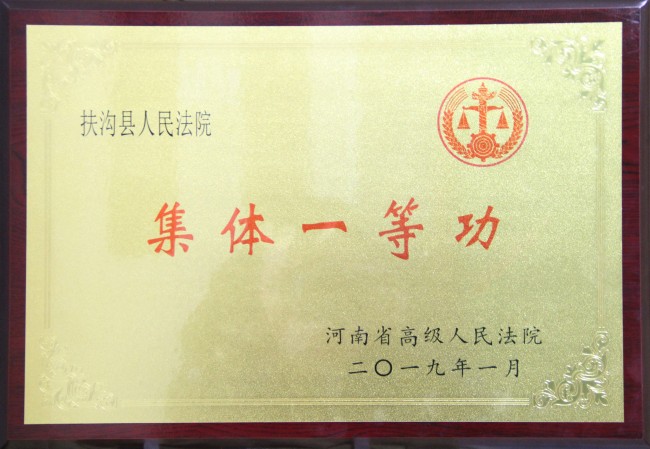 扶沟县人民法院
集体一等功
河南省高级人民法院
二〇一九年一月